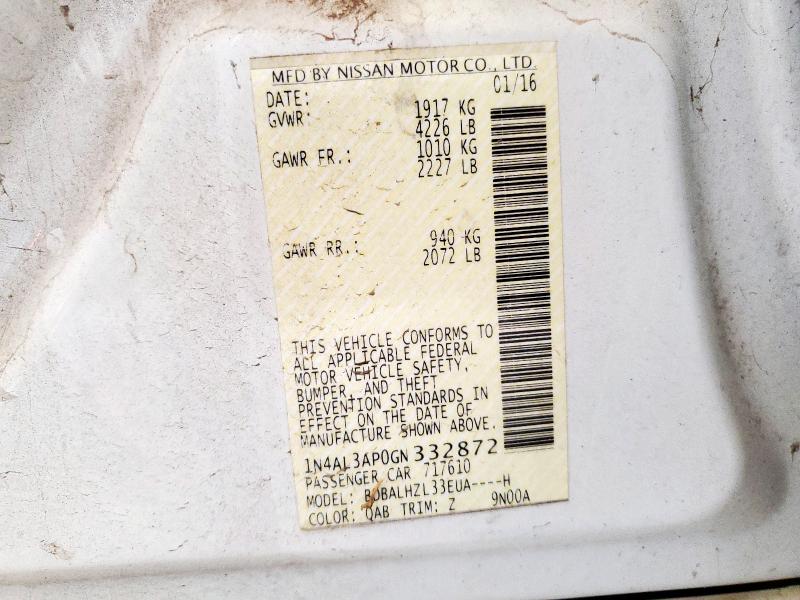 MFD BY NISSAN MOTOR CO., LTD.
DATE: 01/16
GVWR: 1917 KG
4226 LB
GAWR FR.: 1010 KG
2227 LB
GAWR RR.: 940 KG
2072 LB
THIS VEHICLE CONFORMS TO
ALL APPLICABLE FEDERAL
MOTOR VEHICLE SAFETY,
BUMPER, AND THEFT
PREVENTION STANDARDS IN
EFFECT ON THE DATE OF
MANUFACTURE SHOWN ABOVE.
1N4AL3AP0GN332872
PASSENGER CAR 717610
MODEL: BDBALHZL33EUA----H
COLOR: QAB TRIM: Z 9N00A